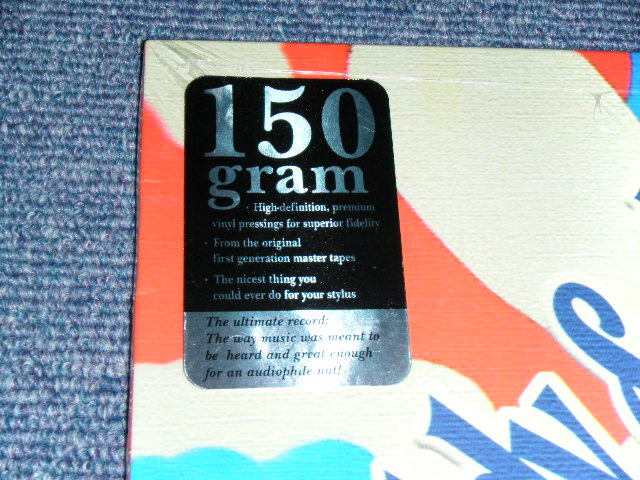 150
gram
· High-definition, premium
vinyl pressings for superior fidelity
· From the original
first generation master tapes
· The nicest thing you
could ever do for your stylus
The ultimate record:
The way music was meant to
be heard and great enough
for an audiophile nut!